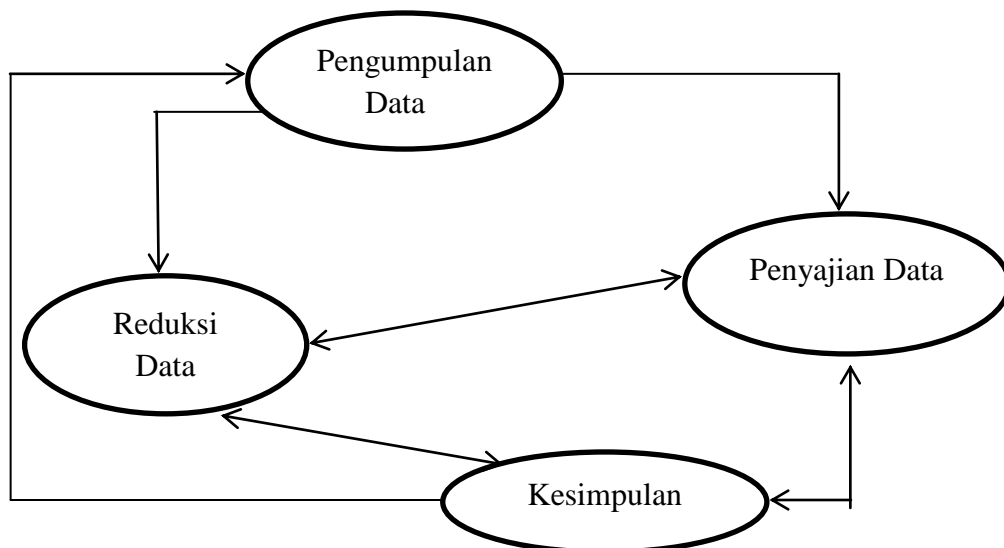 Pengumpulan
Data
Penyajian Data
Reduksi
Data
Kesimpulan